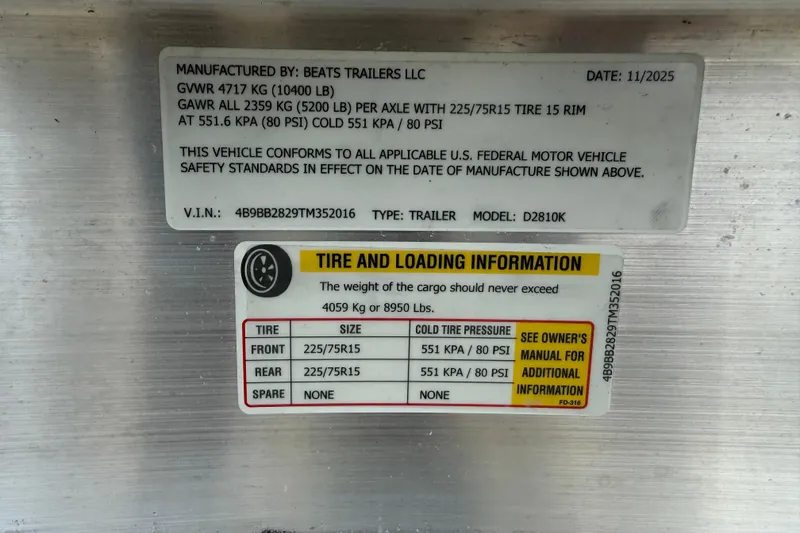 MANUFACTURED BY: BEATS TRAILERS LLC DATE: 11/2025
GVWR 4717 KG (10400 LB)
GAWR ALL 2359 KG (5200 LB) PER AXLE WITH 225/75R15 TIRE 15 RIM
AT 551.6 KPA (80 PSI) COLD 551 KPA / 80 PSI
THIS VEHICLE CONFORMS TO ALL APPLICABLE U.S. FEDERAL MOTOR VEHICLE
SAFETY STANDARDS IN EFFECT ON THE DATE OF MANUFACTURE SHOWN ABOVE.
V.I.N.: 4B9BB2829TM352016 TYPE: TRAILER MODEL: D2810K
TIRE AND LOADING INFORMATION
The weight of the cargo should never exceed
4059 Kg or 8950 Lbs.
TIRE SIZE COLD TIRE PRESSURE
FRONT 225/75R15 551 KPA / 80 PSI
REAR 225/75R15 551 KPA / 80 PSI
SPARE NONE NONE
SEE OWNER'S
MANUAL FOR
ADDITIONAL
INFORMATION
FD-316
4B9BB2829TM352016